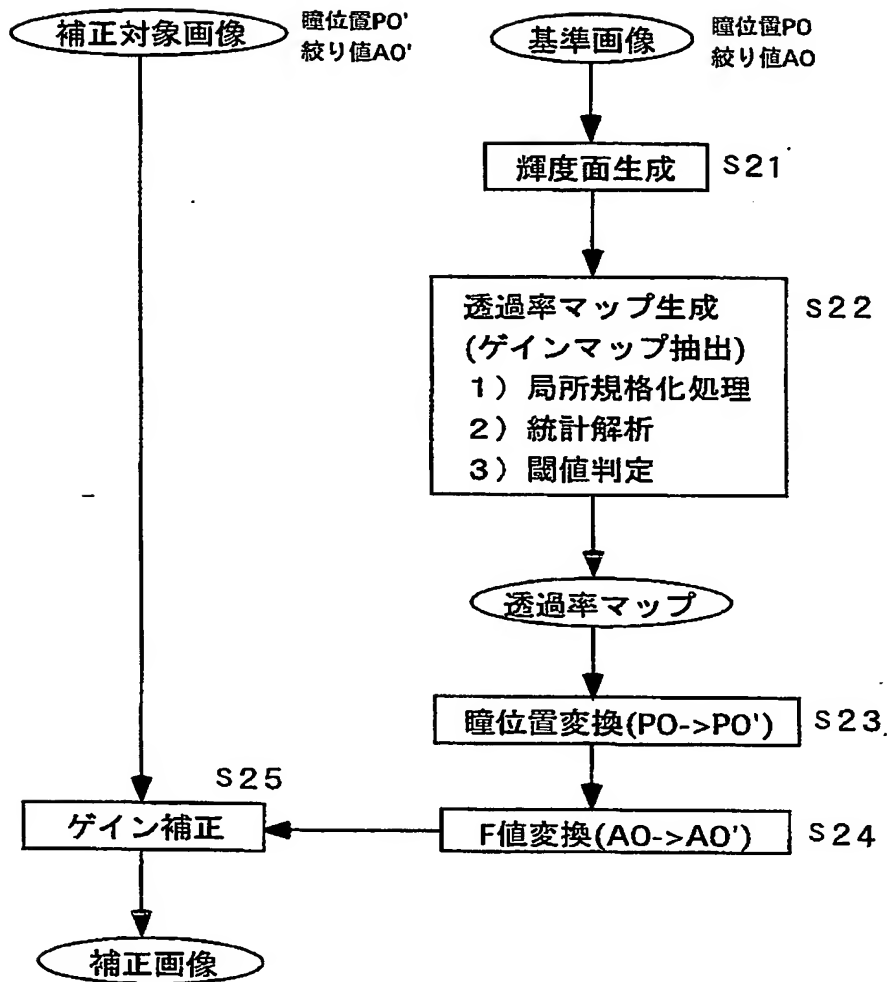 補正対象画像
瞳位置PO'
絞り値AO'
基準画像
瞳位置PO
絞り値AO
輝度面生成
S21
透過率マップ生成
(ゲインマップ抽出)
1)局所規格化処理
2)統計解析
3)閾値判定
S22
透過率マップ
瞳位置変換(PO->PO')
S23
F値変換(AO->AO')
S24
S25
ゲイン補正
補正画像